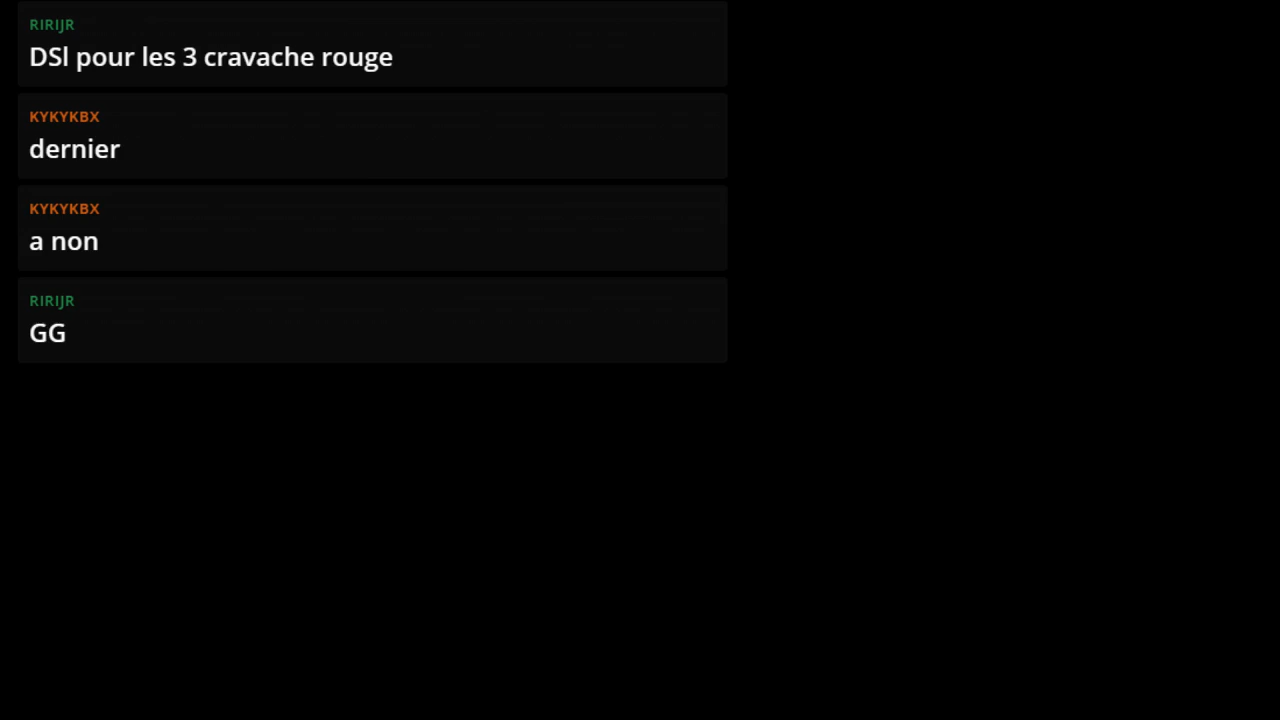 RIRIJR
DSl pour les 3 cravache rouge
KYKYKBX
dernier
KYKYKBX
a non
RIRIJR
GG